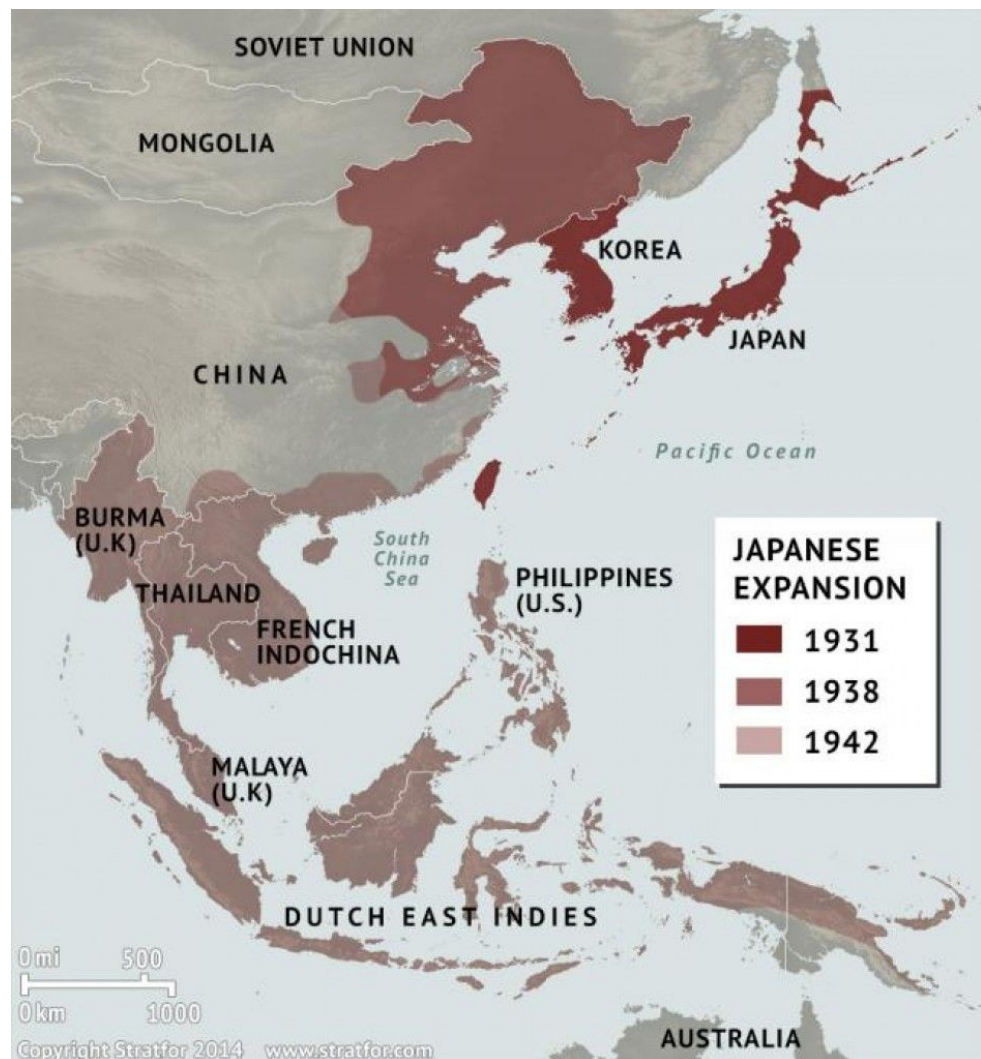 SOVIET UNION
MONGOLIA
KOREA
JAPAN
CHINA
Pacific Ocean
BURMA
(U.K)
South
China
Sea
THAILAND
FRENCH
INDOCHINA
PHILIPPINES
(U.S.)
JAPANESE
EXPANSION
1931
1938
1942
MALAYA
(U.K)
DUTCH EAST INDIES
0 mi 500
0 km 1000
AUSTRALIA
Copyright Stratfor 2014 www.stratfor.com